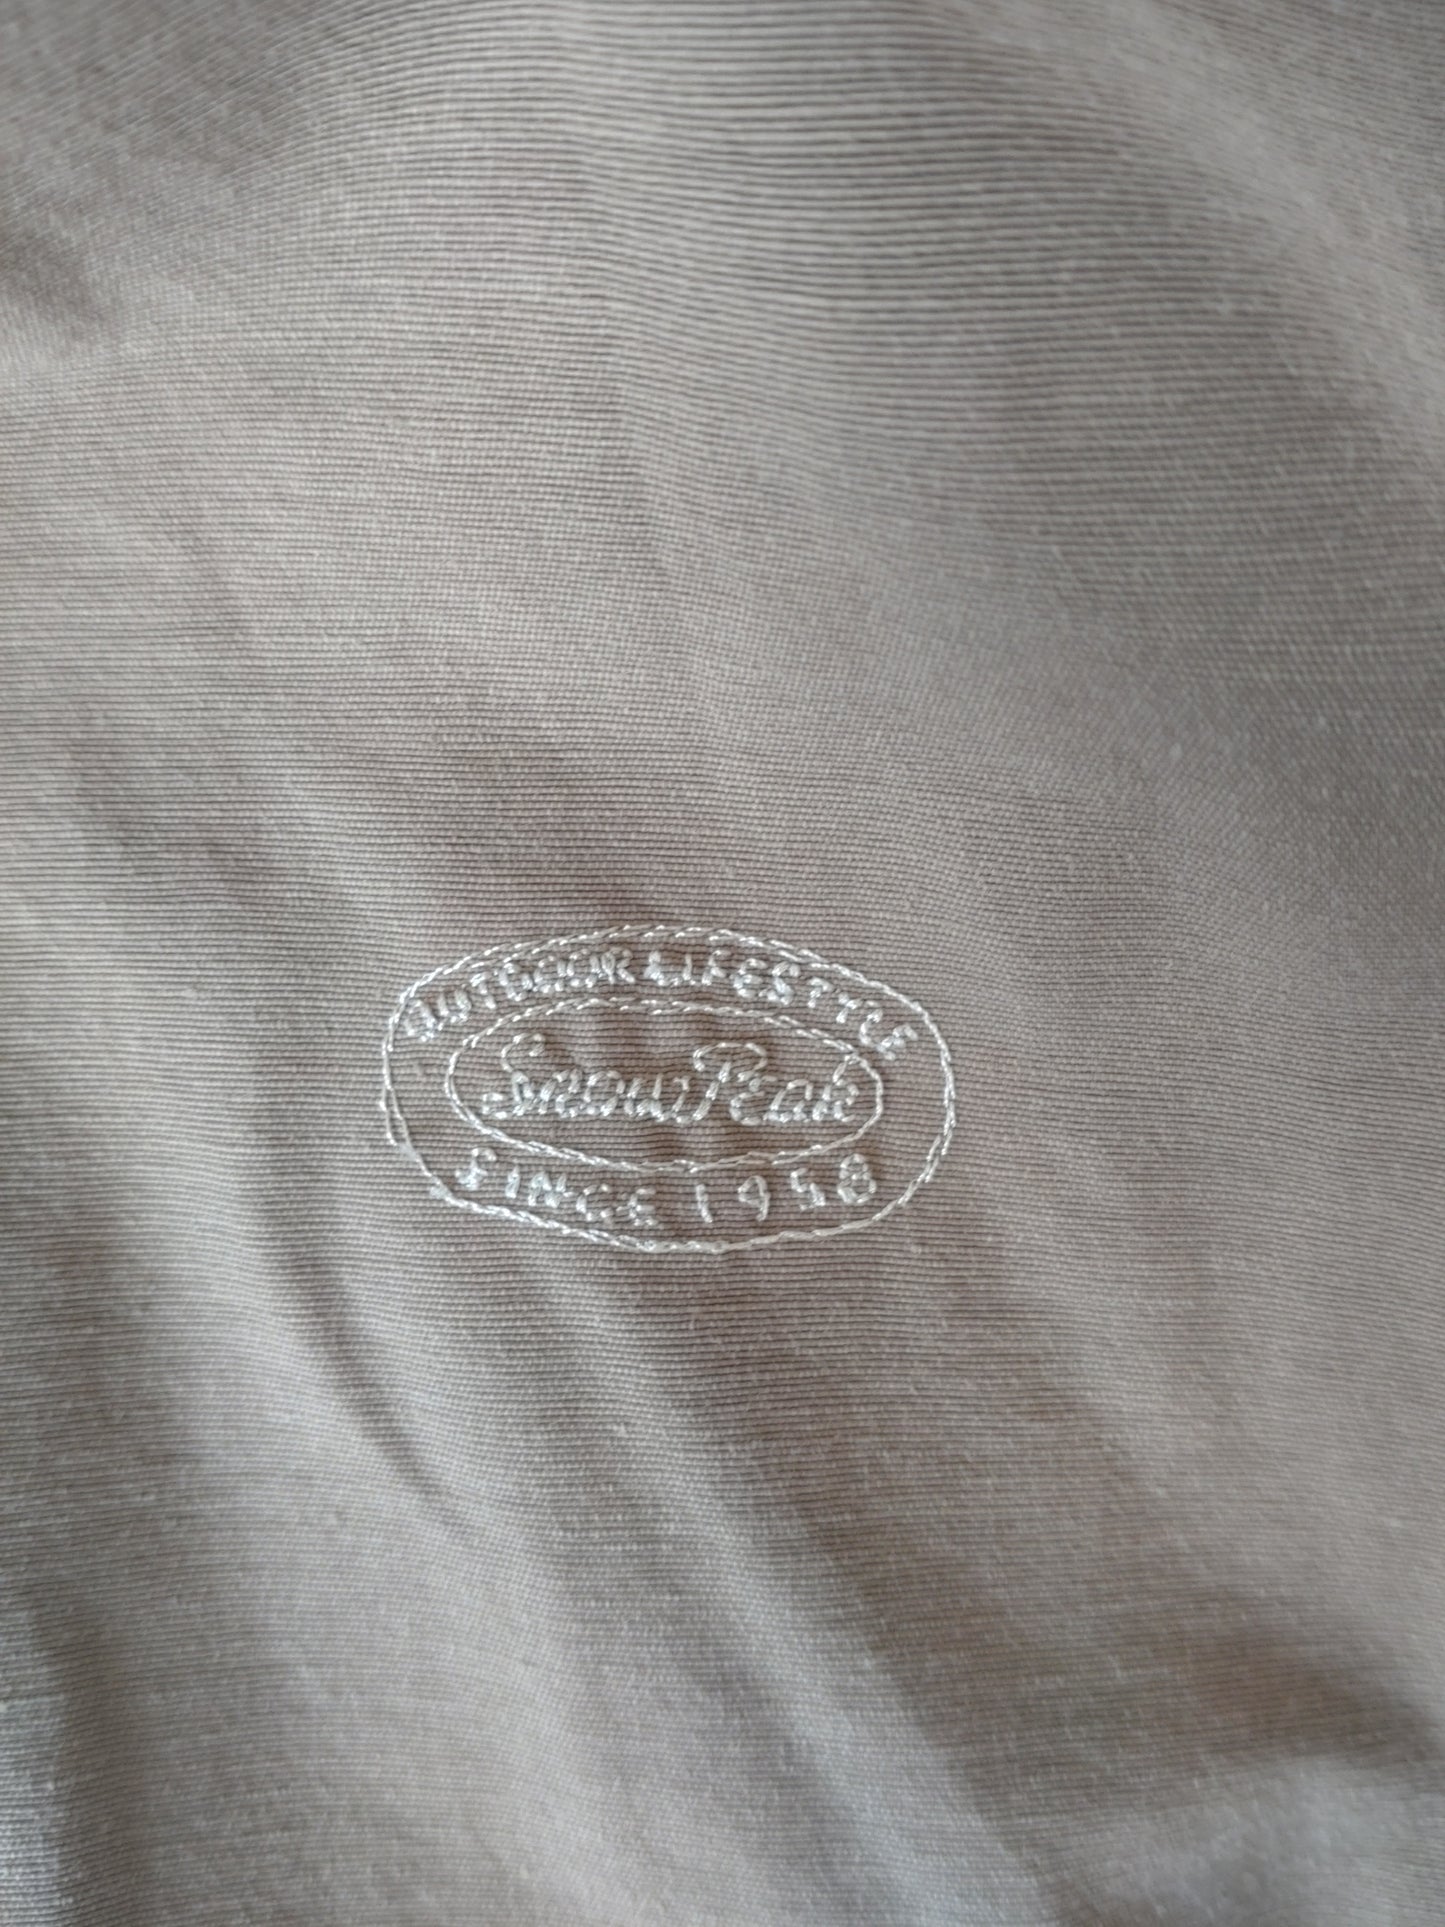 OUTDOOR LIFESTYLE
Snow Peak
SINCE 1958